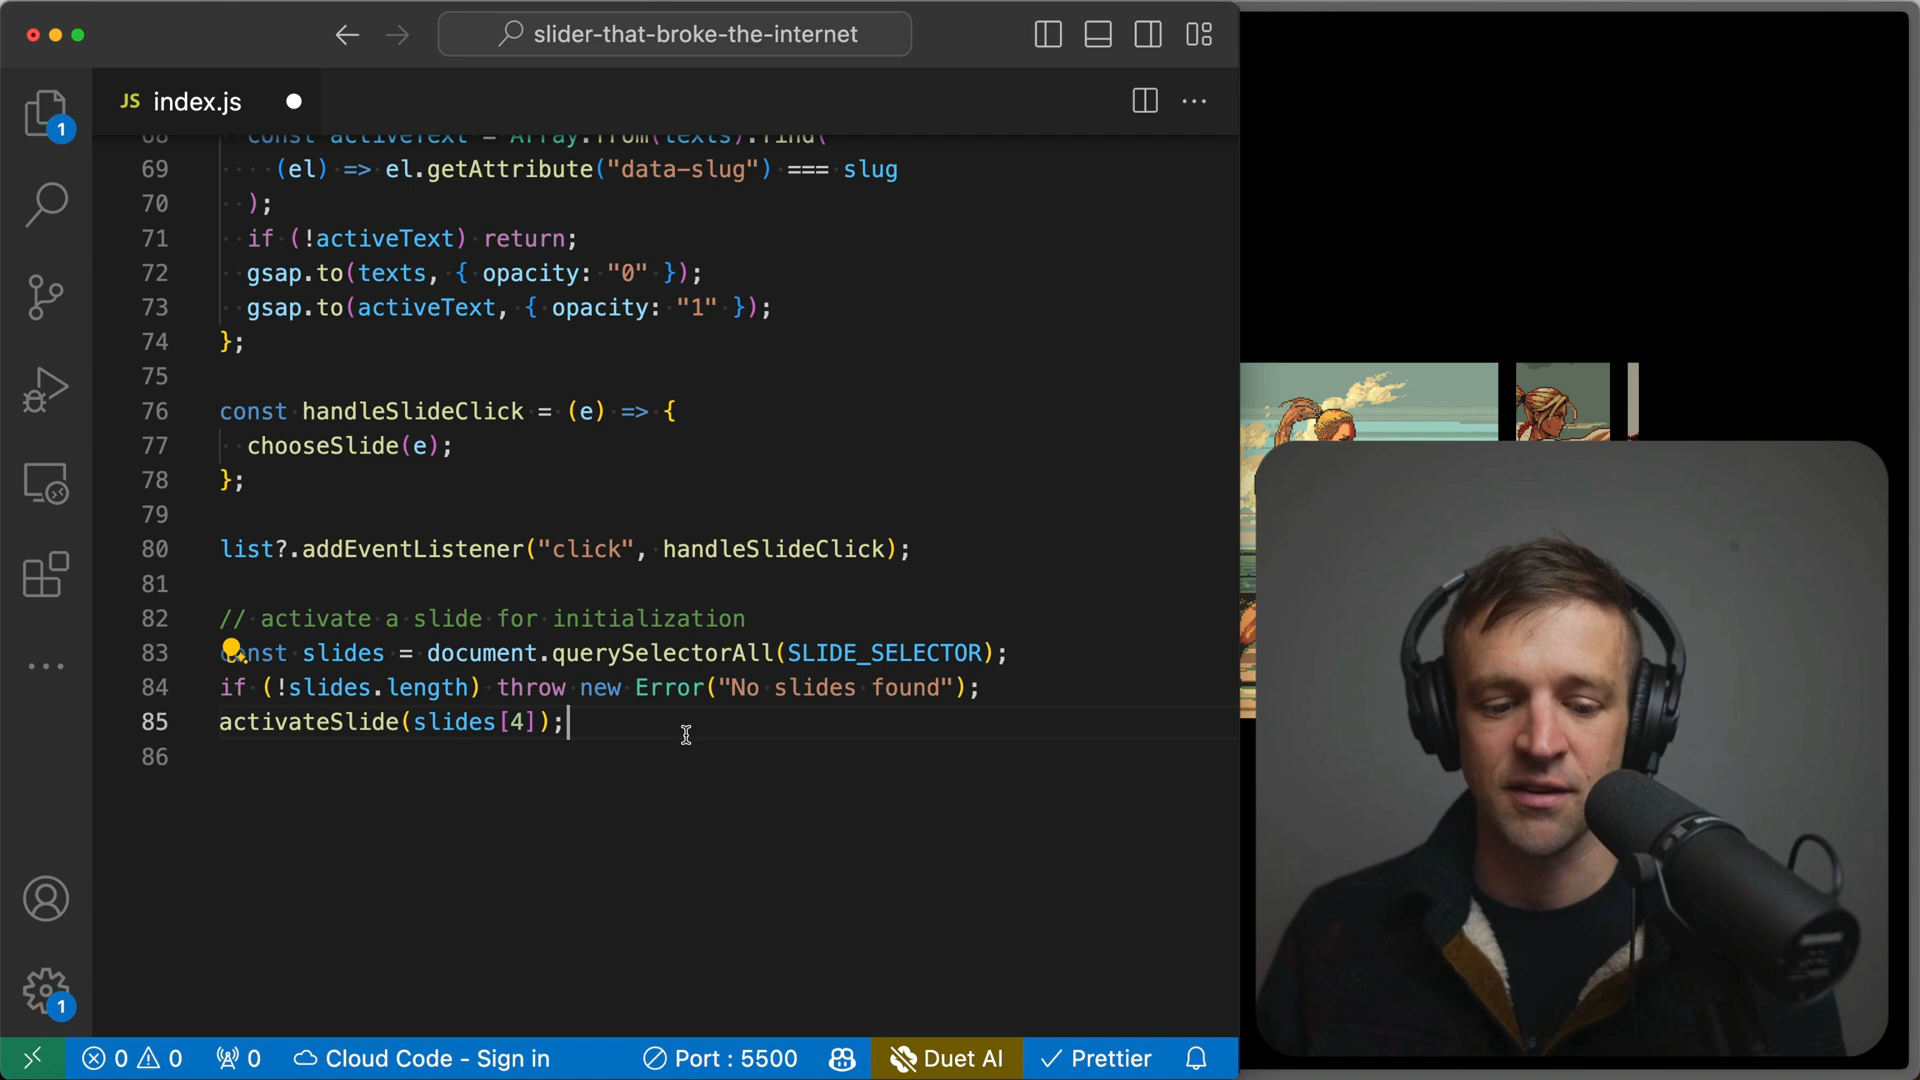 slider-that-broke-the-internet
JS index.js
1
68 const activeText = Array.from(texts).find(
69 (el) => el.getAttribute("data-slug") === slug
70 );
71 if (!activeText) return;
72 gsap.to(texts, { opacity: "0" });
73 gsap.to(activeText, { opacity: "1" });
74 };
75
76 const handleSlideClick = (e) => {
77 chooseSlide(e);
78 };
79
80 list?.addEventListener("click", handleSlideClick);
81
82 // activate a slide for initialization
83 const slides = document.querySelectorAll(SLIDE_SELECTOR);
84 if (!slides.length) throw new Error("No slides found");
85 activateSlide(slides[4]);
86
1
0 0 0 Cloud Code - Sign in Port : 5500 Duet AI Prettier